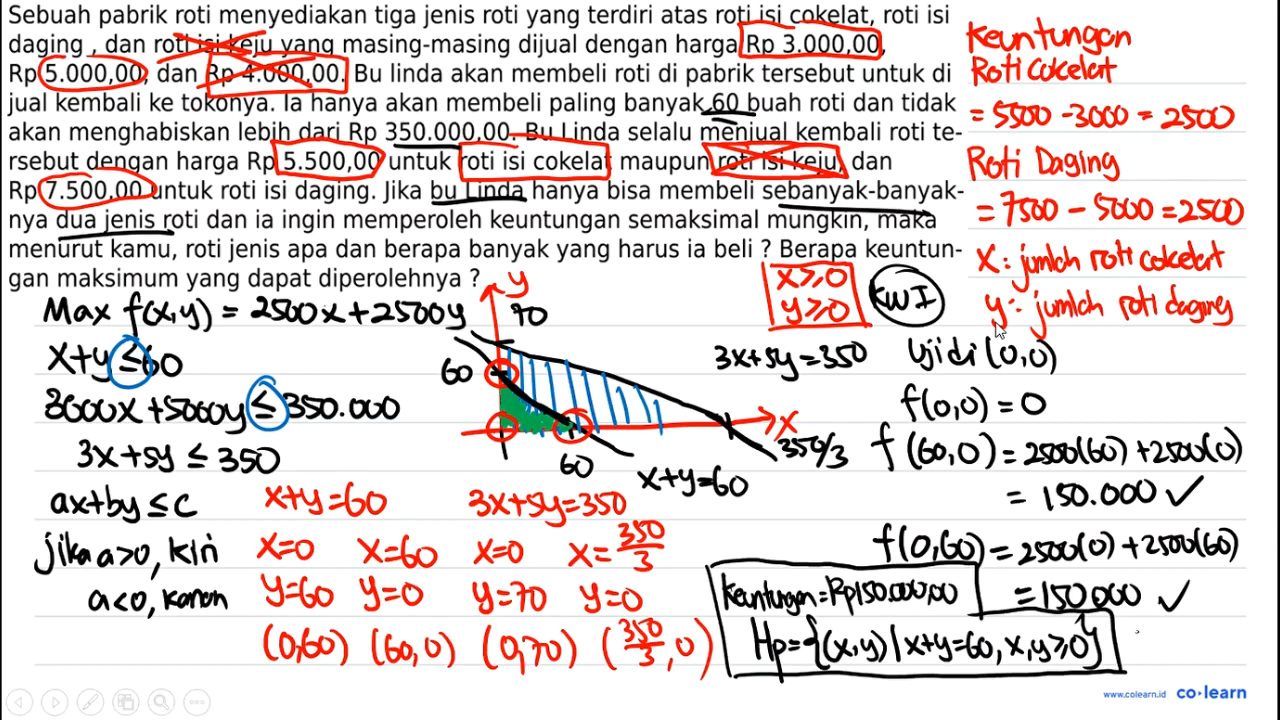 Sebuah pabrik roti menyediakan tiga jenis roti yang terdiri atas roti isi cokelat, roti isi
daging , dan roti isi keju yang masing-masing dijual dengan harga Rp 3.000,00,
Rp 5.000,00, dan Rp 4.000,00. Bu linda akan membeli roti di pabrik tersebut untuk di
jual kembali ke tokonya. Ia hanya akan membeli paling banyak 60 buah roti dan tidak
akan menghabiskan lebih dari Rp 350.000,00. Bu Linda selalu menjual kembali roti te-
rsebut dengan harga Rp 5.500,00 untuk roti isi cokelat maupun roti isi keju, dan
Rp 7.500,00 untuk roti isi daging. Jika bu Linda hanya bisa membeli sebanyak-banyak-
nya dua jenis roti dan ia ingin memperoleh keuntungan semaksimal mungkin, maka
menurut kamu, roti jenis apa dan berapa banyak yang harus ia beli ? Berapa keuntun-
gan maksimum yang dapat diperolehnya ?
Keuntungan
Roti Cokelat
= 5500 - 3000 = 2500
Roti Daging
= 7500 - 5000 = 2500
x : jumlah roti cokelat
y : jumlah roti daging
Max f(x,y) = 2500x + 2500y
x+y ≤ 60
3000x + 5000y ≤ 350.000
3x + 5y ≤ 350
ax+by ≤ c
jika a>0, kiri
a<0, kanan
y
70
60
x
60
350/3
x+y=60
3x+5y=350
x≥0
y≥0
KWI
x+y=60 3x+5y=350
x=0 x=60 x=0 x=350/3
y=60 y=0 y=70 y=0
(0,60) (60,0) (0,70) (350/3,0)
Uji di (0,0)
f(0,0) = 0
f(60,0) = 2500(60) + 2500(0)
= 150.000 ✓
f(0,60) = 2500(0) + 2500(60)
= 150.000 ✓
Keuntungan = Rp150.000,00
Hp = {(x,y) | x+y=60, x,y≥0}
www.colearn.id co·learn